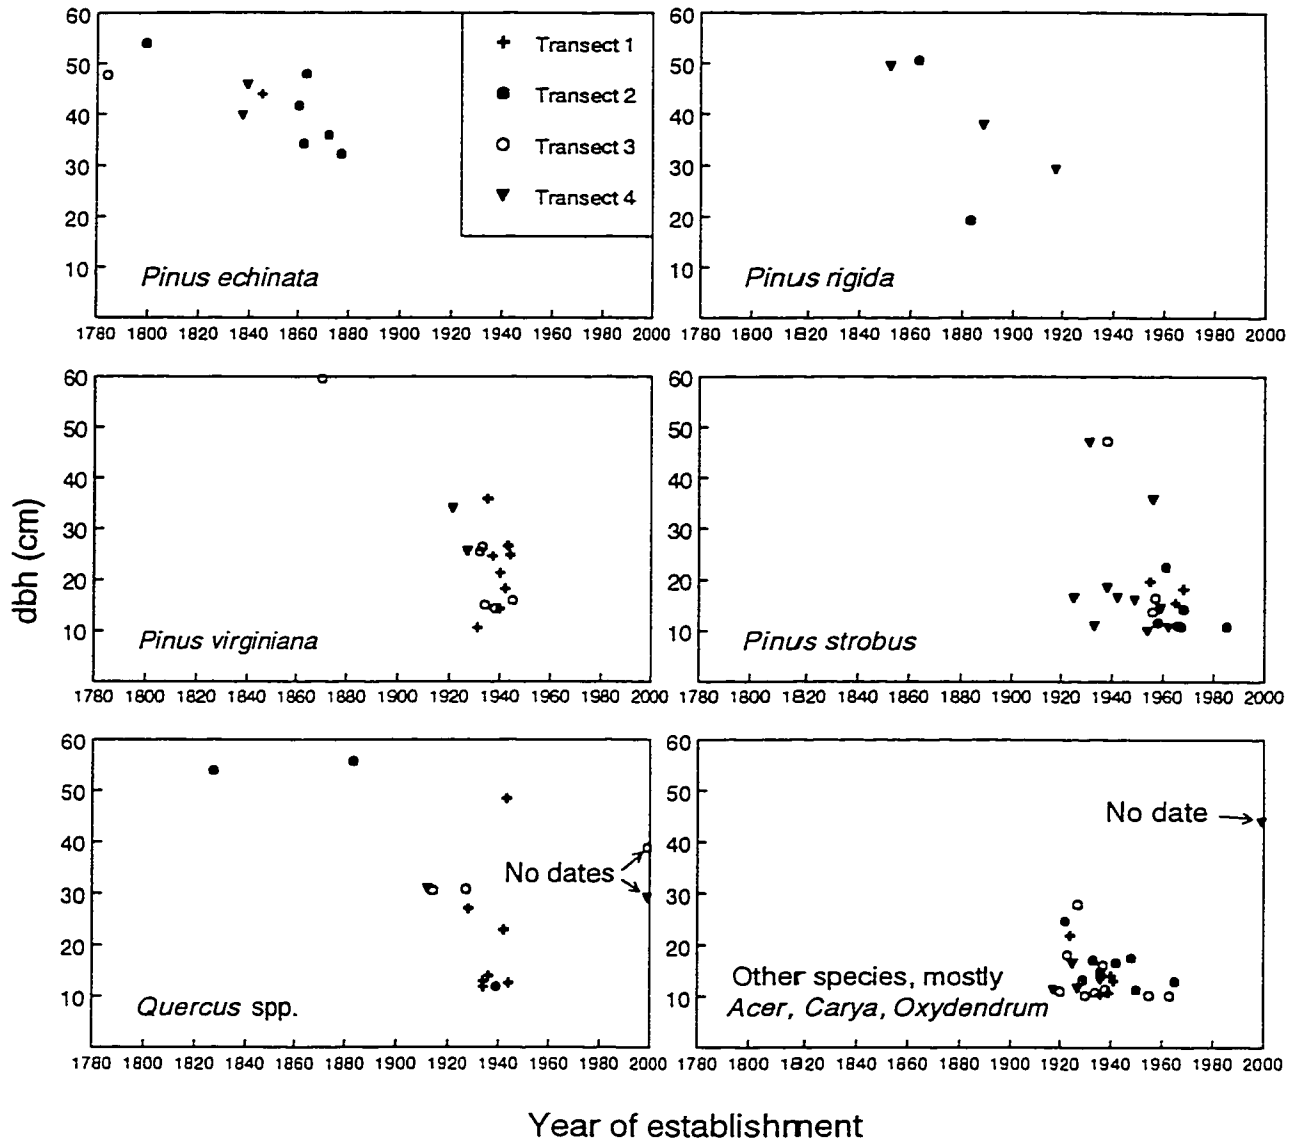 60
50
40
30
20
10
Transect 1
Transect 2
Transect 3
Transect 4
Pinus echinata
1780 1800 1820 1840 1860 1880 1900 1920 1940 1960 1980 2000
60
50
40
30
20
10
Pinus rigida
1780 1800 1820 1840 1860 1880 1900 1920 1940 1960 1980 2000
dbh (cm)
60
50
40
30
20
10
Pinus virginiana
1780 1800 1820 1840 1860 1880 1900 1920 1940 1960 1980 2000
60
50
40
30
20
10
Pinus strobus
1780 1800 1820 1840 1860 1880 1900 1920 1940 1960 1980 2000
60
50
40
30
20
10
No dates
Quercus spp.
1780 1800 1820 1840 1860 1880 1900 1920 1940 1960 1980 2000
60
50
40
30
20
10
No date
Other species, mostly
Acer, Carya, Oxydendrum
1780 1800 1820 1840 1860 1880 1900 1920 1940 1960 1980 2000
Year of establishment